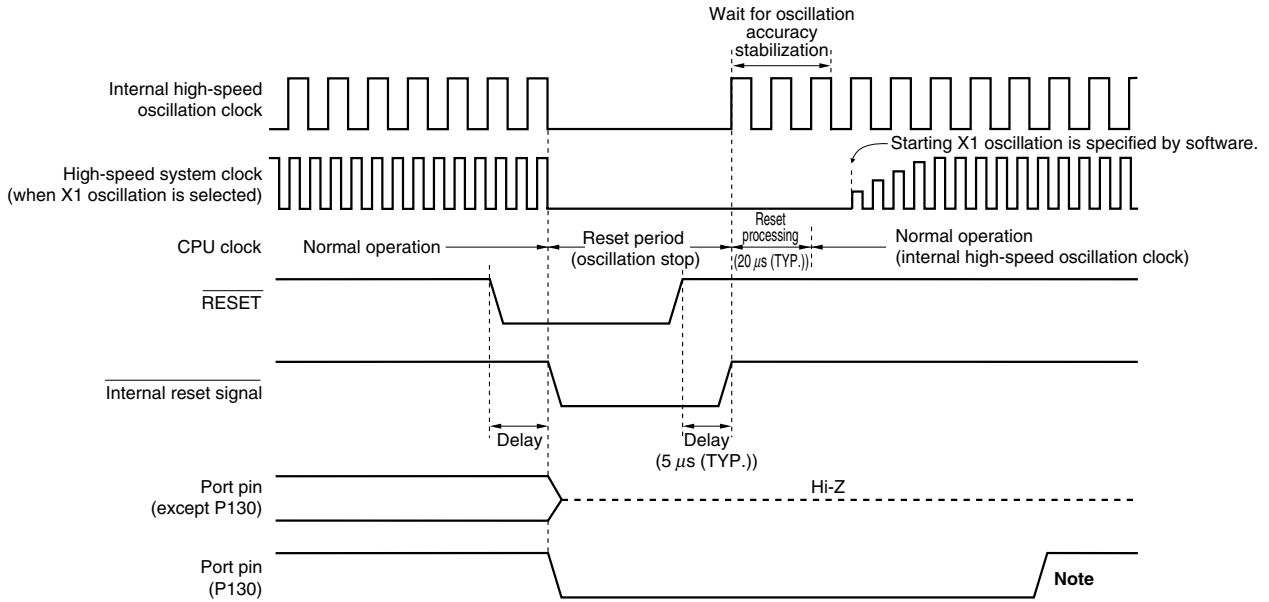 Wait for oscillation
accuracy
stabilization
Internal high-speed
oscillation clock
Starting X1 oscillation is specified by software.
High-speed system clock
(when X1 oscillation is selected)
CPU clock
Normal operation
Reset period
(oscillation stop)
Reset
processing
(20 μs (TYP.))
Normal operation
(internal high-speed oscillation clock)
RESET
Internal reset signal
Delay
Delay
(5 μs (TYP.))
Port pin
(except P130)
Hi-Z
Port pin
(P130)
Note